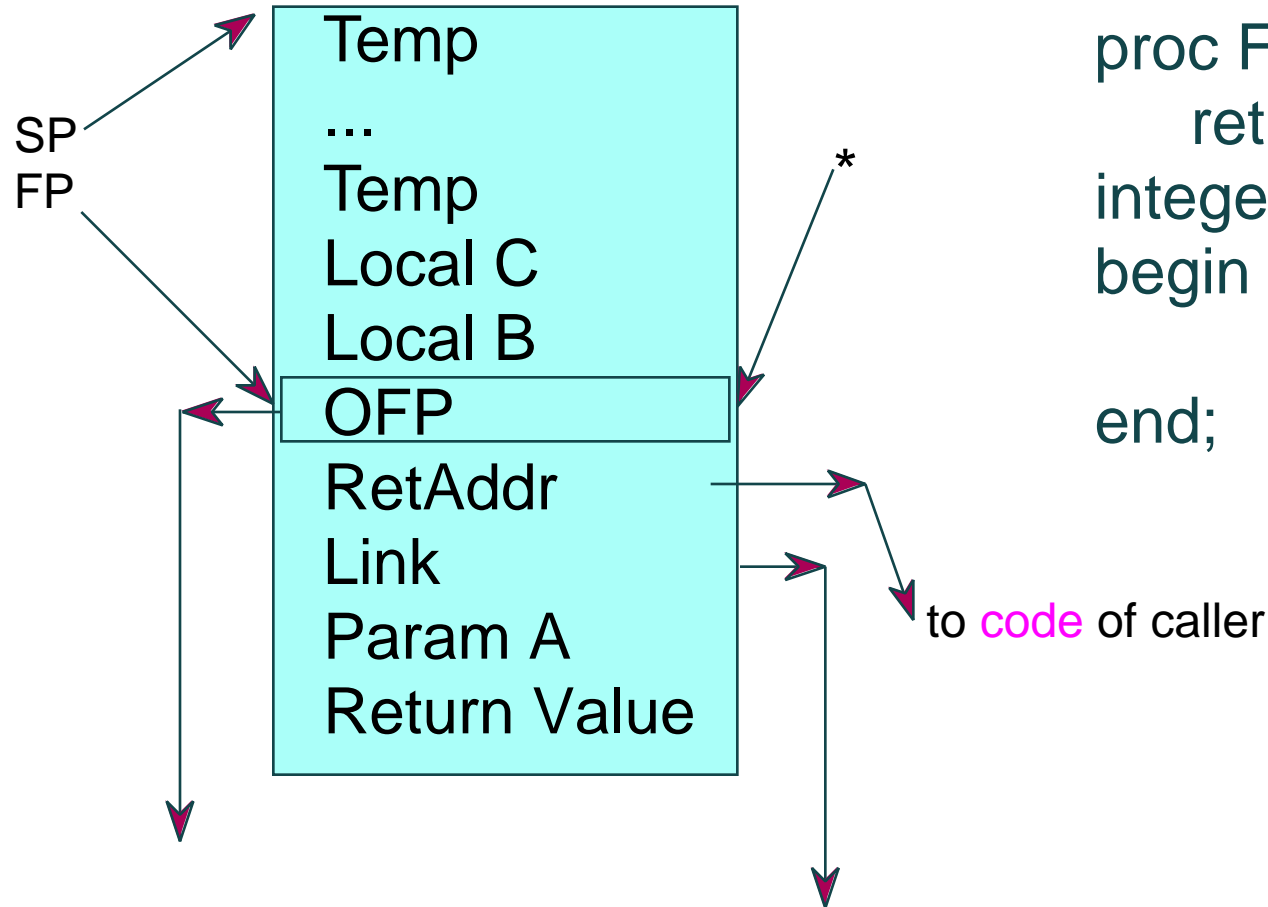 Temp
...
Temp
Local C
Local B
OFP
RetAddr
Link
Param A
Return Value
SP
FP
*
to code of caller
proc F
ret
intege
begin
end;